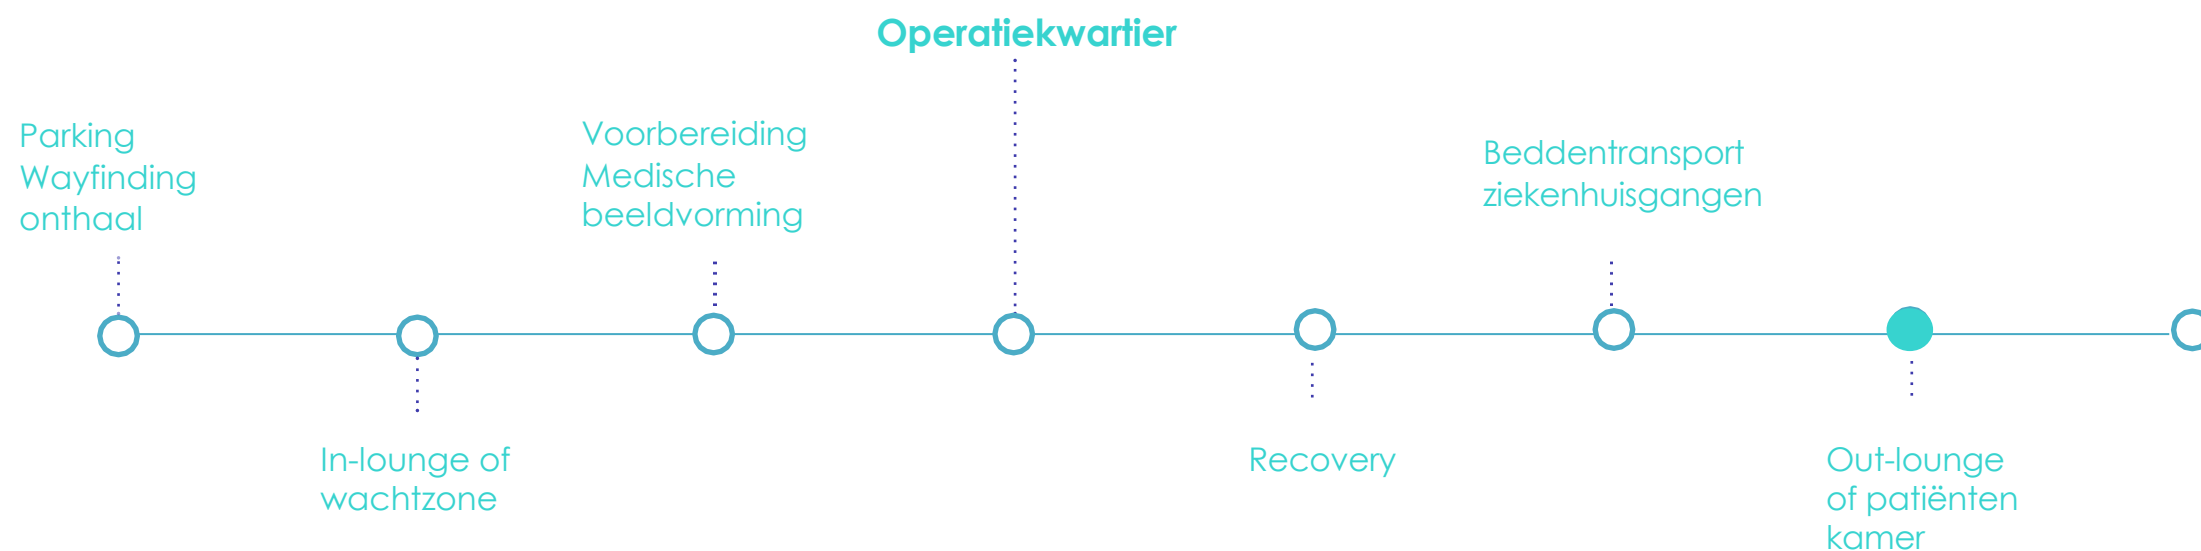 Operatiekwartier
Parking
Wayfinding
onthaal
Voorbereiding
Medische
beeldvorming
Beddentransport
ziekenhuisgangen
In-lounge of
wachtzone
Recovery
Out-lounge
of patiënten
kamer